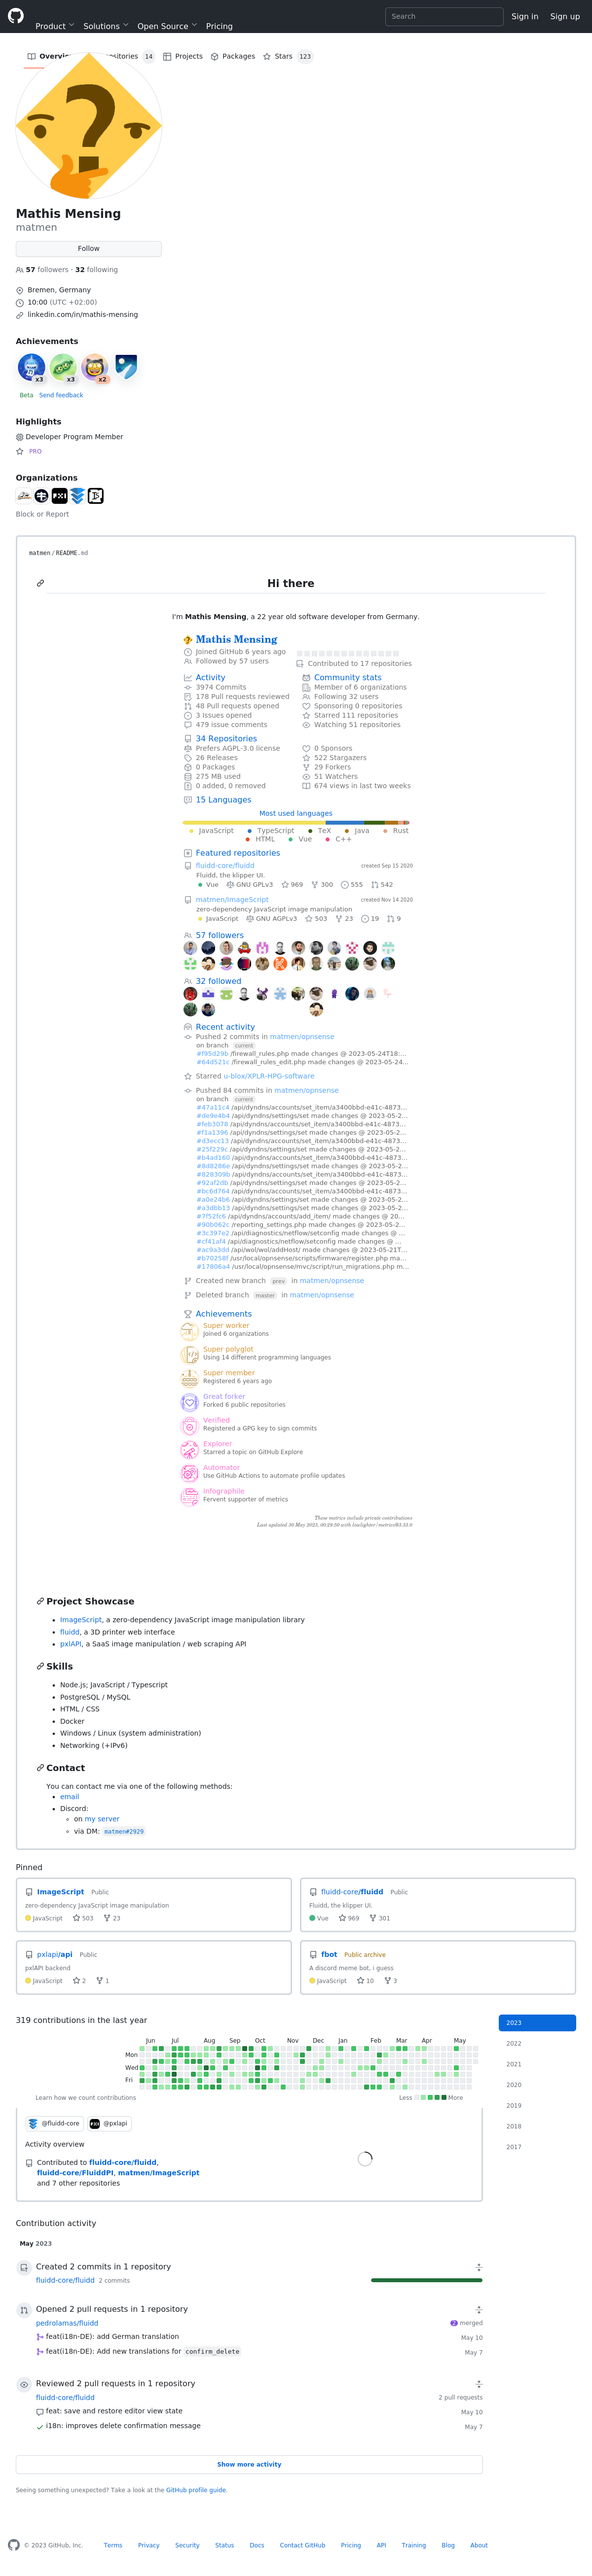 Product Solutions Open Source Pricing
Search
Sign in Sign up
Overview Repositories 14 Projects Packages Stars 123
Mathis Mensing
matmen
Follow
57 followers · 32 following
Bremen, Germany
10:00 (UTC +02:00)
linkedin.com/in/mathis-mensing
Achievements
x3 x3 x2
Beta Send feedback
Highlights
Developer Program Member
PRO
Organizations
Block or Report
matmen / README.md
Hi there
I'm Mathis Mensing, a 22 year old software developer from Germany.
Mathis Mensing
Joined GitHub 6 years ago
Followed by 57 users
Contributed to 17 repositories
Activity
3974 Commits
178 Pull requests reviewed
48 Pull requests opened
3 Issues opened
479 issue comments
Community stats
Member of 6 organizations
Following 32 users
Sponsoring 0 repositories
Starred 111 repositories
Watching 51 repositories
34 Repositories
Prefers AGPL-3.0 license
26 Releases
0 Packages
275 MB used
0 added, 0 removed
0 Sponsors
522 Stargazers
29 Forkers
51 Watchers
674 views in last two weeks
15 Languages
Most used languages
JavaScript TypeScript TeX Java Rust
HTML Vue C++
Featured repositories
fluidd-core/fluidd created Sep 15 2020
Fluidd, the klipper UI.
Vue GNU GPLv3 969 300 555 542
matmen/ImageScript created Nov 14 2020
zero-dependency JavaScript image manipulation
JavaScript GNU AGPLv3 503 23 19 9
57 followers
32 followed
Recent activity
Pushed 2 commits in matmen/opnsense
on branch current
#f95d29b /firewall_rules.php made changes @ 2023-05-24T18:...
#64d521c /firewall_rules_edit.php made changes @ 2023-05-24...
Starred u-blox/XPLR-HPG-software
Pushed 84 commits in matmen/opnsense
on branch current
#47a11c4 /api/dyndns/accounts/set_item/a3400bbd-e41c-4873...
#de9e4b4 /api/dyndns/settings/set made changes @ 2023-05-2...
#feb3078 /api/dyndns/accounts/set_item/a3400bbd-e41c-4873...
#f1a1396 /api/dyndns/settings/set made changes @ 2023-05-2...
#d3ecc13 /api/dyndns/accounts/set_item/a3400bbd-e41c-4873...
#25f229c /api/dyndns/settings/set made changes @ 2023-05-2...
#b4ad160 /api/dyndns/accounts/set_item/a3400bbd-e41c-4873...
#8d8286e /api/dyndns/settings/set made changes @ 2023-05-2...
#828309b /api/dyndns/accounts/set_item/a3400bbd-e41c-4873...
#92af2db /api/dyndns/settings/set made changes @ 2023-05-2...
#bc6d764 /api/dyndns/accounts/set_item/a3400bbd-e41c-4873...
#a0e24b6 /api/dyndns/settings/set made changes @ 2023-05-2...
#a3dbb13 /api/dyndns/settings/set made changes @ 2023-05-2...
#7f52fc6 /api/dyndns/accounts/add_item/ made changes @ 20...
#90b062c /reporting_settings.php made changes @ 2023-05-2...
#3c397e2 /api/diagnostics/netflow/setconfig made changes @ ...
#cf41af4 /api/diagnostics/netflow/setconfig made changes @ ...
#ac9a3dd /api/wol/wol/addHost/ made changes @ 2023-05-21T...
#b70258f /usr/local/opnsense/scripts/firmware/register.php ma...
#17806a4 /usr/local/opnsense/mvc/script/run_migrations.php m...
Created new branch prev in matmen/opnsense
Deleted branch master in matmen/opnsense
Achievements
Super worker
Joined 6 organizations
Super polyglot
Using 14 different programming languages
Super member
Registered 6 years ago
Great forker
Forked 6 public repositories
Verified
Registered a GPG key to sign commits
Explorer
Starred a topic on GitHub Explore
Automator
Use GitHub Actions to automate profile updates
Infographile
Fervent supporter of metrics
These metrics include private contributions
Last updated 30 May 2023, 00:20:50 with lowlighter/metrics@3.33.0
Project Showcase
ImageScript, a zero-dependency JavaScript image manipulation library
fluidd, a 3D printer web interface
pxlAPI, a SaaS image manipulation / web scraping API
Skills
Node.js; JavaScript / Typescript
PostgreSQL / MySQL
HTML / CSS
Docker
Windows / Linux (system administration)
Networking (+IPv6)
Contact
You can contact me via one of the following methods:
email
Discord:
on my server
via DM: matmen#2929
Pinned
ImageScript Public
zero-dependency JavaScript image manipulation
JavaScript 503 23
fluidd-core/fluidd Public
Fluidd, the klipper UI.
Vue 969 301
pxlapi/api Public
pxlAPI backend
JavaScript 2 1
fbot Public archive
A discord meme bot, i guess
JavaScript 10 3
319 contributions in the last year
Jun Jul Aug Sep Oct Nov Dec Jan Feb Mar Apr May
Mon
Wed
Fri
Learn how we count contributions
Less More
2023
2022
2021
2020
2019
2018
2017
@fluidd-core @pxlapi
Activity overview
Contributed to fluidd-core/fluidd,
fluidd-core/FluiddPI, matmen/ImageScript
and 7 other repositories
Contribution activity
May 2023
Created 2 commits in 1 repository
fluidd-core/fluidd 2 commits
Opened 2 pull requests in 1 repository
pedrolamas/fluidd 2 merged
feat(i18n-DE): add German translation May 10
feat(i18n-DE): Add new translations for confirm_delete May 7
Reviewed 2 pull requests in 1 repository
fluidd-core/fluidd 2 pull requests
feat: save and restore editor view state May 10
i18n: improves delete confirmation message May 7
Show more activity
Seeing something unexpected? Take a look at the GitHub profile guide.
© 2023 GitHub, Inc. Terms Privacy Security Status Docs Contact GitHub Pricing API Training Blog About